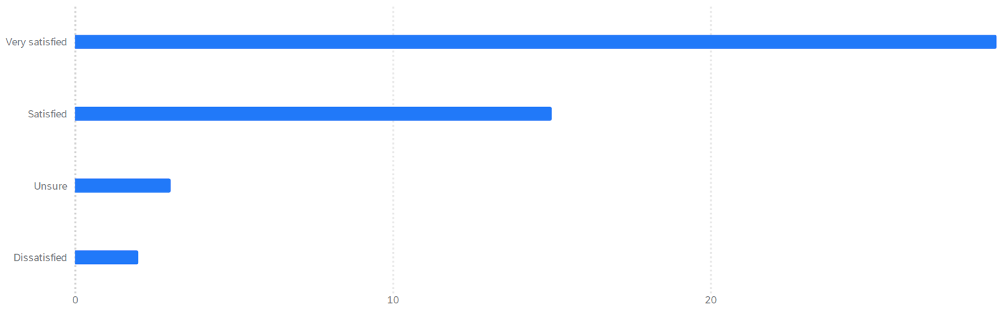 Very satisfied
Satisfied
Unsure
Dissatisfied
0 10 20